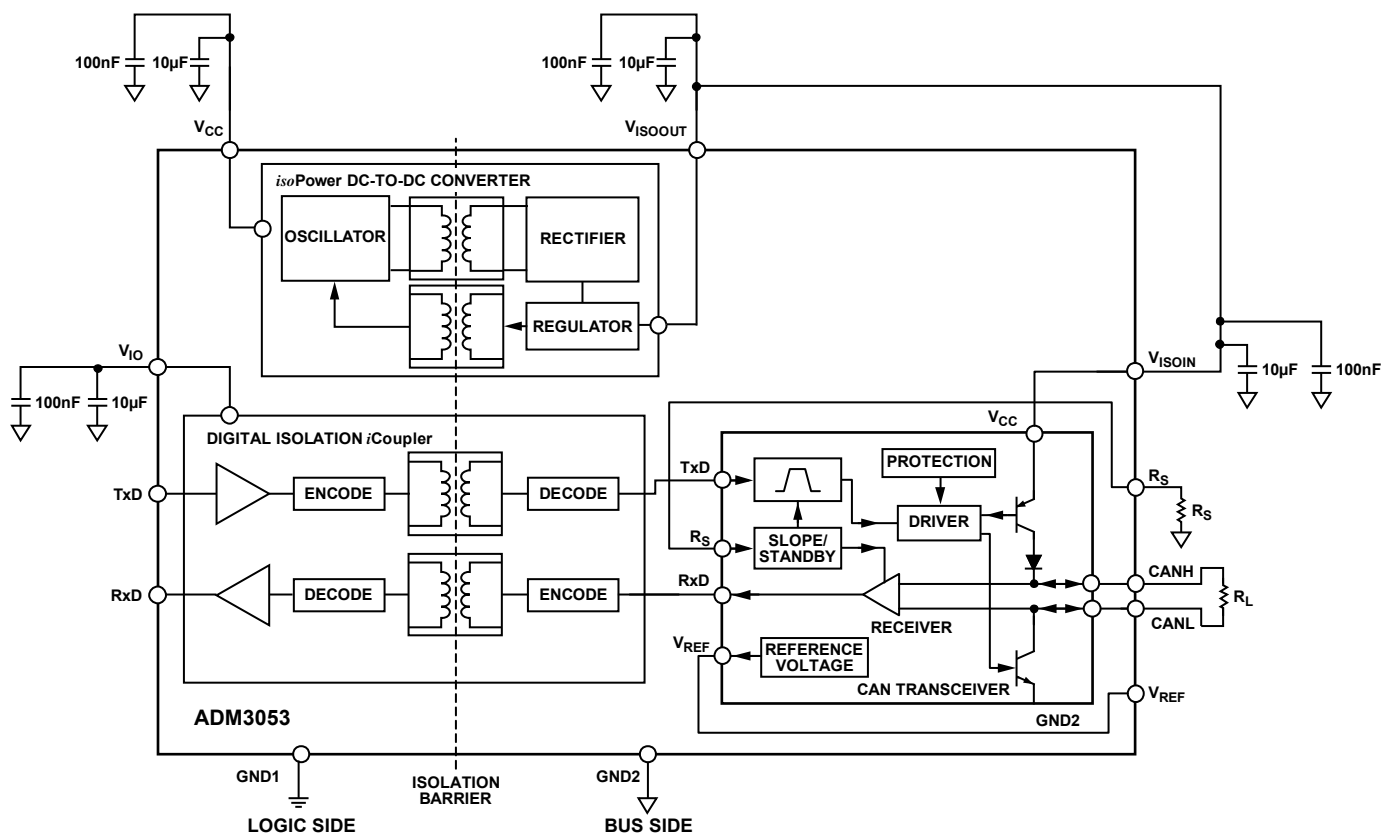 100nF
10µF
100nF
10µF
VCC
VISOOUT
isoPower DC-TO-DC CONVERTER
OSCILLATOR
RECTIFIER
REGULATOR
VIO
100nF
10µF
VISOIN
10µF
100nF
DIGITAL ISOLATION iCoupler
VCC
TxD
ENCODE
DECODE
TxD
PROTECTION
DRIVER
RS
RS
RS
SLOPE/
STANDBY
RxD
DECODE
ENCODE
RxD
RECEIVER
CANH
RL
CANL
VREF
REFERENCE
VOLTAGE
CAN TRANSCEIVER
VREF
GND2
ADM3053
GND1
ISOLATION
BARRIER
GND2
LOGIC SIDE
BUS SIDE